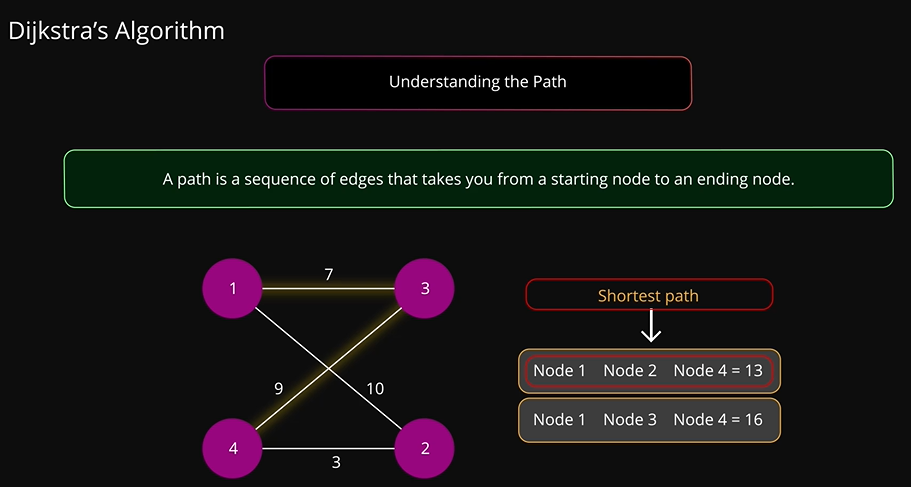 Dijkstra's Algorithm
Understanding the Path
A path is a sequence of edges that takes you from a starting node to an ending node.
7
1
3
Shortest path
Node 1 Node 2 Node 4 = 13
9
10
Node 1 Node 3 Node 4 = 16
4
2
3